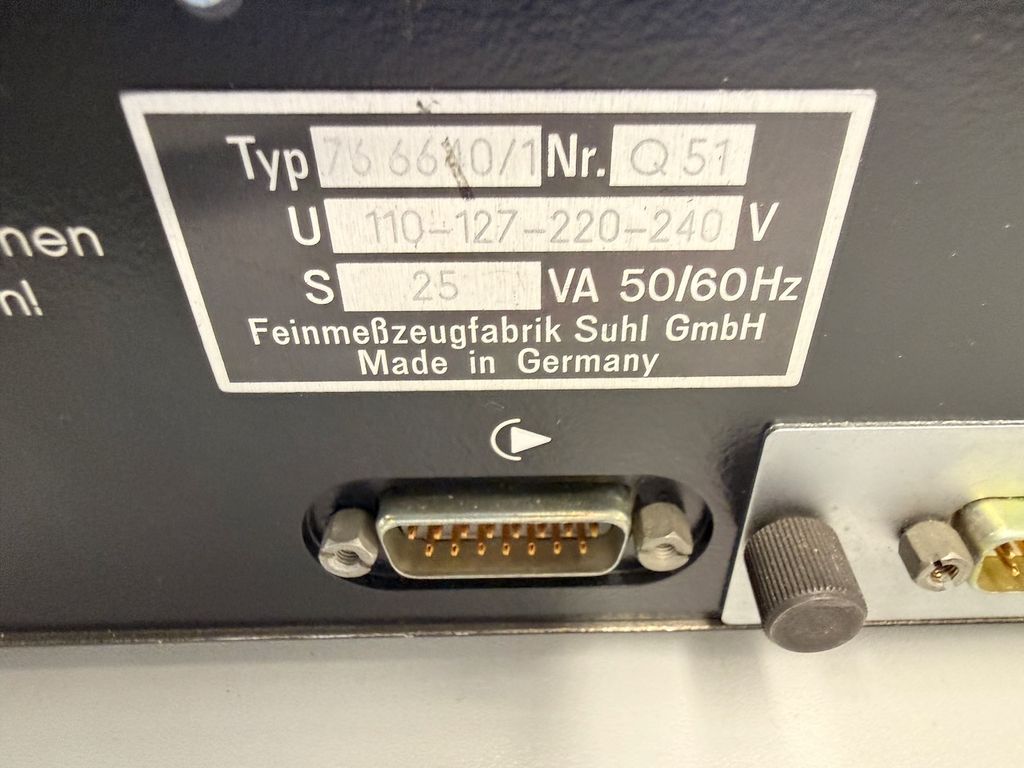 Typ 76 6640/1 Nr. Q 51
U 110-127-220-240 V
S 25 VA 50/60Hz
Feinmeßzeugfabrik Suhl GmbH
Made in Germany
nen
n!